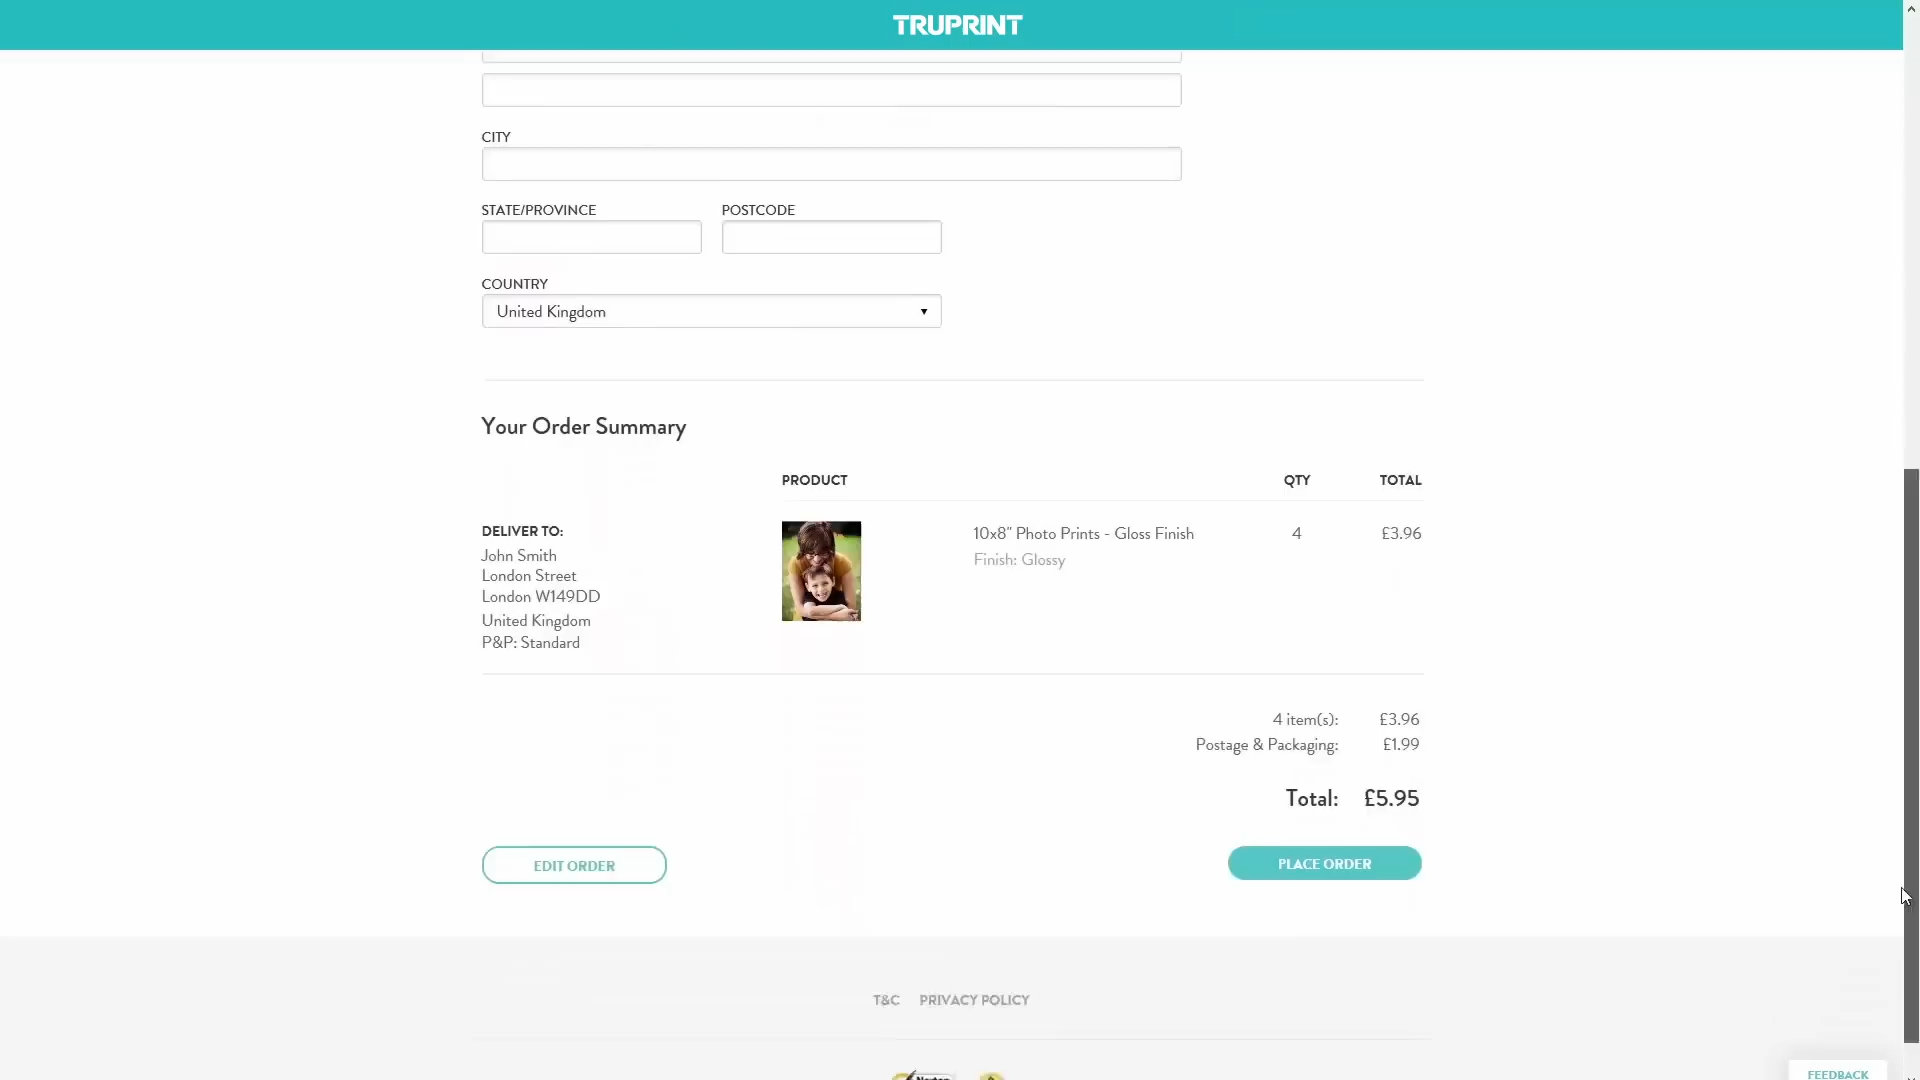 TRUPRINT
CITY
STATE/PROVINCE POSTCODE
COUNTRY
United Kingdom
Your Order Summary
PRODUCT QTY TOTAL
DELIVER TO:
John Smith
London Street
London W149DD
United Kingdom
P&P: Standard
10x8" Photo Prints - Gloss Finish 4 £3.96
Finish: Glossy
4 item(s): £3.96
Postage & Packaging: £1.99
Total: £5.95
EDIT ORDER PLACE ORDER
T&C PRIVACY POLICY
Norton
FEEDBACK